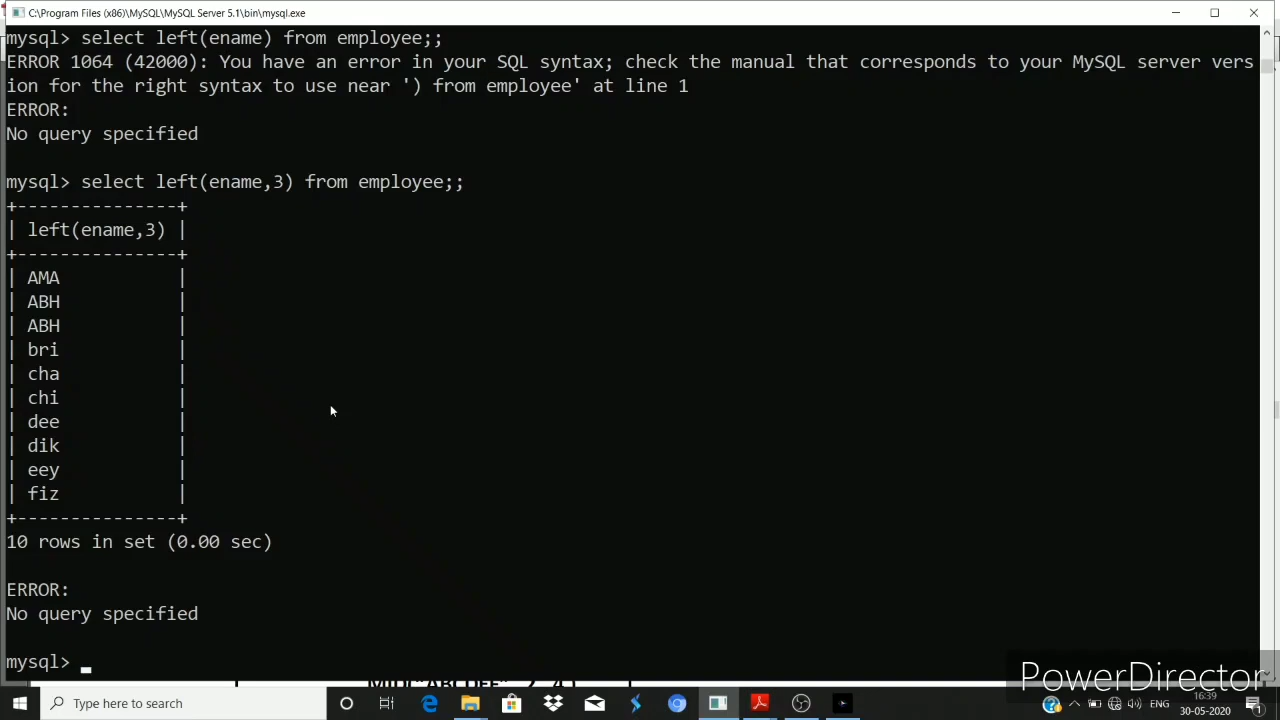 C:\Program Files (x86)\MySQL\MySQL Server 5.1\bin\mysql.exe
mysql> select left(ename) from employee;;
ERROR 1064 (42000): You have an error in your SQL syntax; check the manual that corresponds to your MySQL server vers
ion for the right syntax to use near ') from employee' at line 1
ERROR:
No query specified
mysql> select left(ename,3) from employee;;
+---------------+
| left(ename,3) |
+---------------+
| AMA |
| ABH |
| ABH |
| bri |
| cha |
| chi |
| dee |
| dik |
| eey |
| fiz |
+---------------+
10 rows in set (0.00 sec)
ERROR:
No query specified
mysql>
PowerDirector
Type here to search
ENG
16:39
30-05-2020